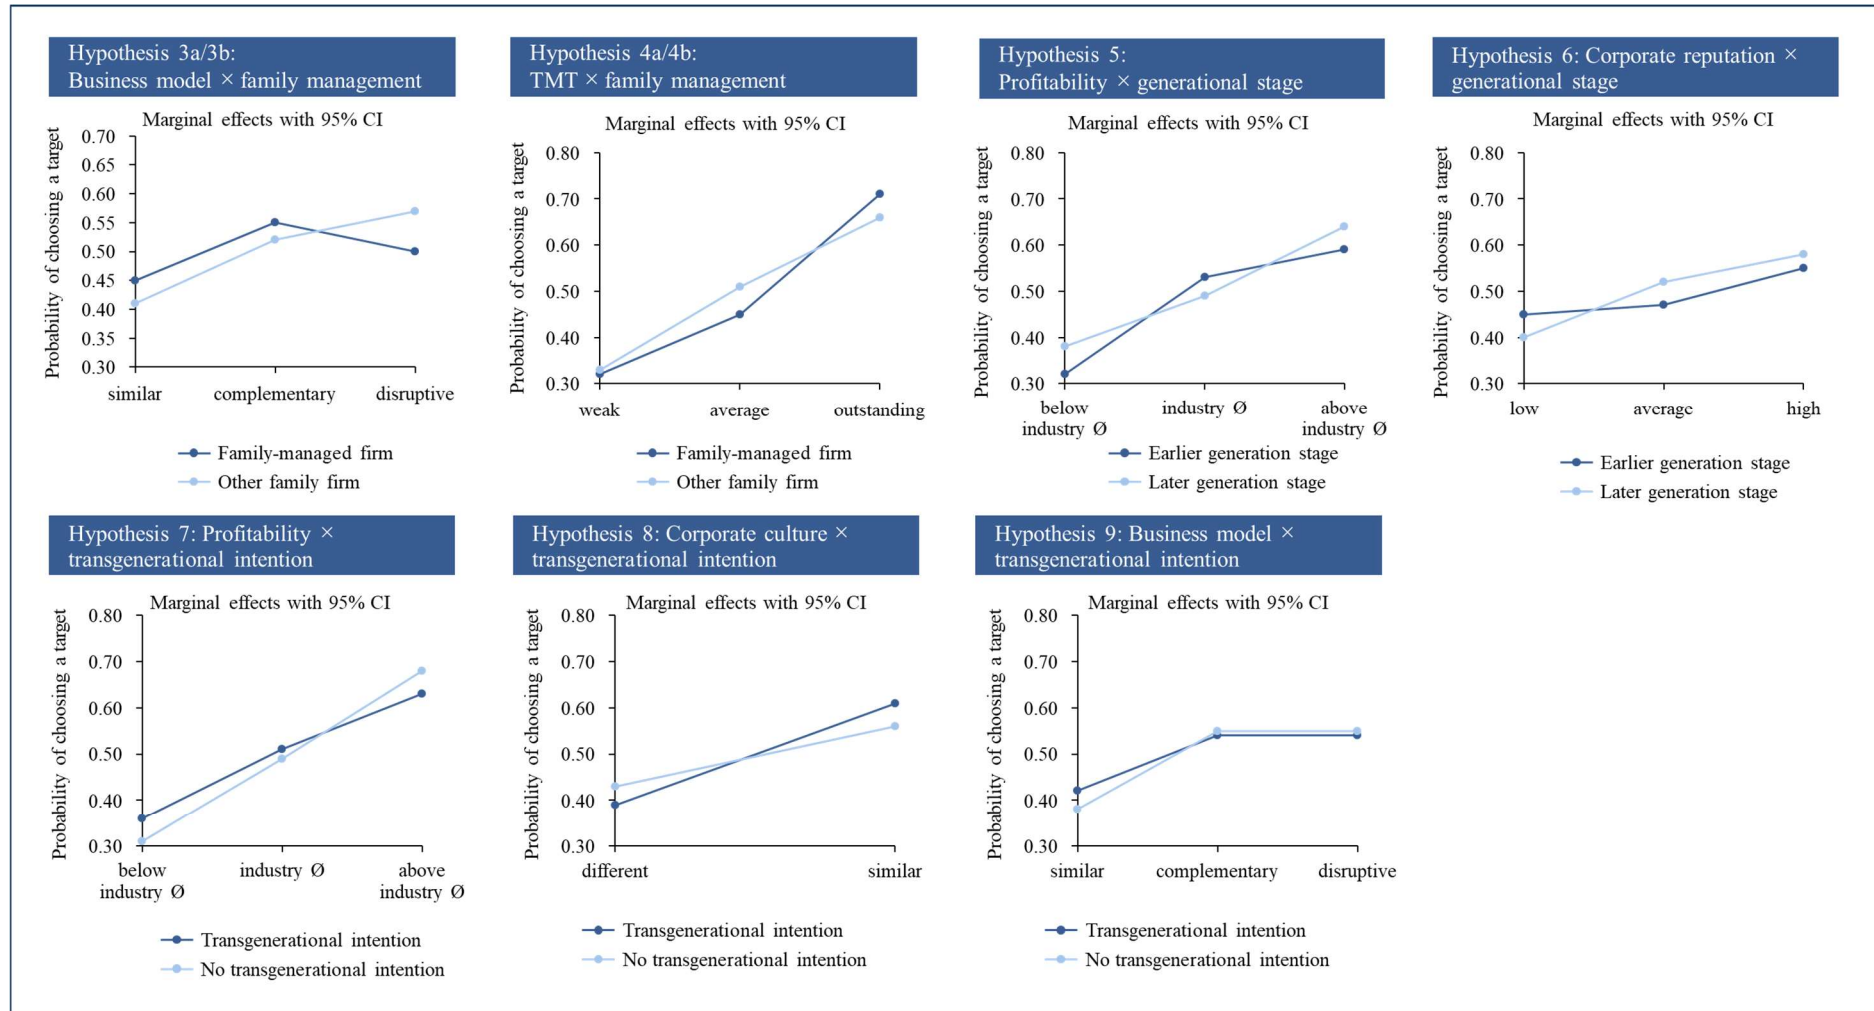 Hypothesis 3a/3b:
Business model × family management
Marginal effects with 95% CI
Probability of choosing a target
0.70
0.65
0.60
0.55
0.50
0.45
0.40
0.35
0.30
similar complementary disruptive
Family-managed firm
Other family firm
Hypothesis 4a/4b:
TMT × family management
Marginal effects with 95% CI
Probability of choosing a target
0.80
0.70
0.60
0.50
0.40
0.30
weak average outstanding
Family-managed firm
Other family firm
Hypothesis 5:
Profitability × generational stage
Marginal effects with 95% CI
Probability of choosing a target
0.80
0.70
0.60
0.50
0.40
0.30
below industry Ø above
industry Ø industry Ø
Earlier generation stage
Later generation stage
Hypothesis 6: Corporate reputation ×
generational stage
Marginal effects with 95% CI
Probability of choosing a target
0.80
0.70
0.60
0.50
0.40
0.30
low average high
Earlier generation stage
Later generation stage
Hypothesis 7: Profitability ×
transgenerational intention
Marginal effects with 95% CI
Probability of choosing a target
0.80
0.70
0.60
0.50
0.40
0.30
below industry Ø above
industry Ø industry Ø
Transgenerational intention
No transgenerational intention
Hypothesis 8: Corporate culture ×
transgenerational intention
Marginal effects with 95% CI
Probability of choosing a target
0.80
0.70
0.60
0.50
0.40
0.30
different similar
Transgenerational intention
No transgenerational intention
Hypothesis 9: Business model ×
transgenerational intention
Marginal effects with 95% CI
Probability of choosing a target
0.80
0.70
0.60
0.50
0.40
0.30
similar complementary disruptive
Transgenerational intention
No transgenerational intention